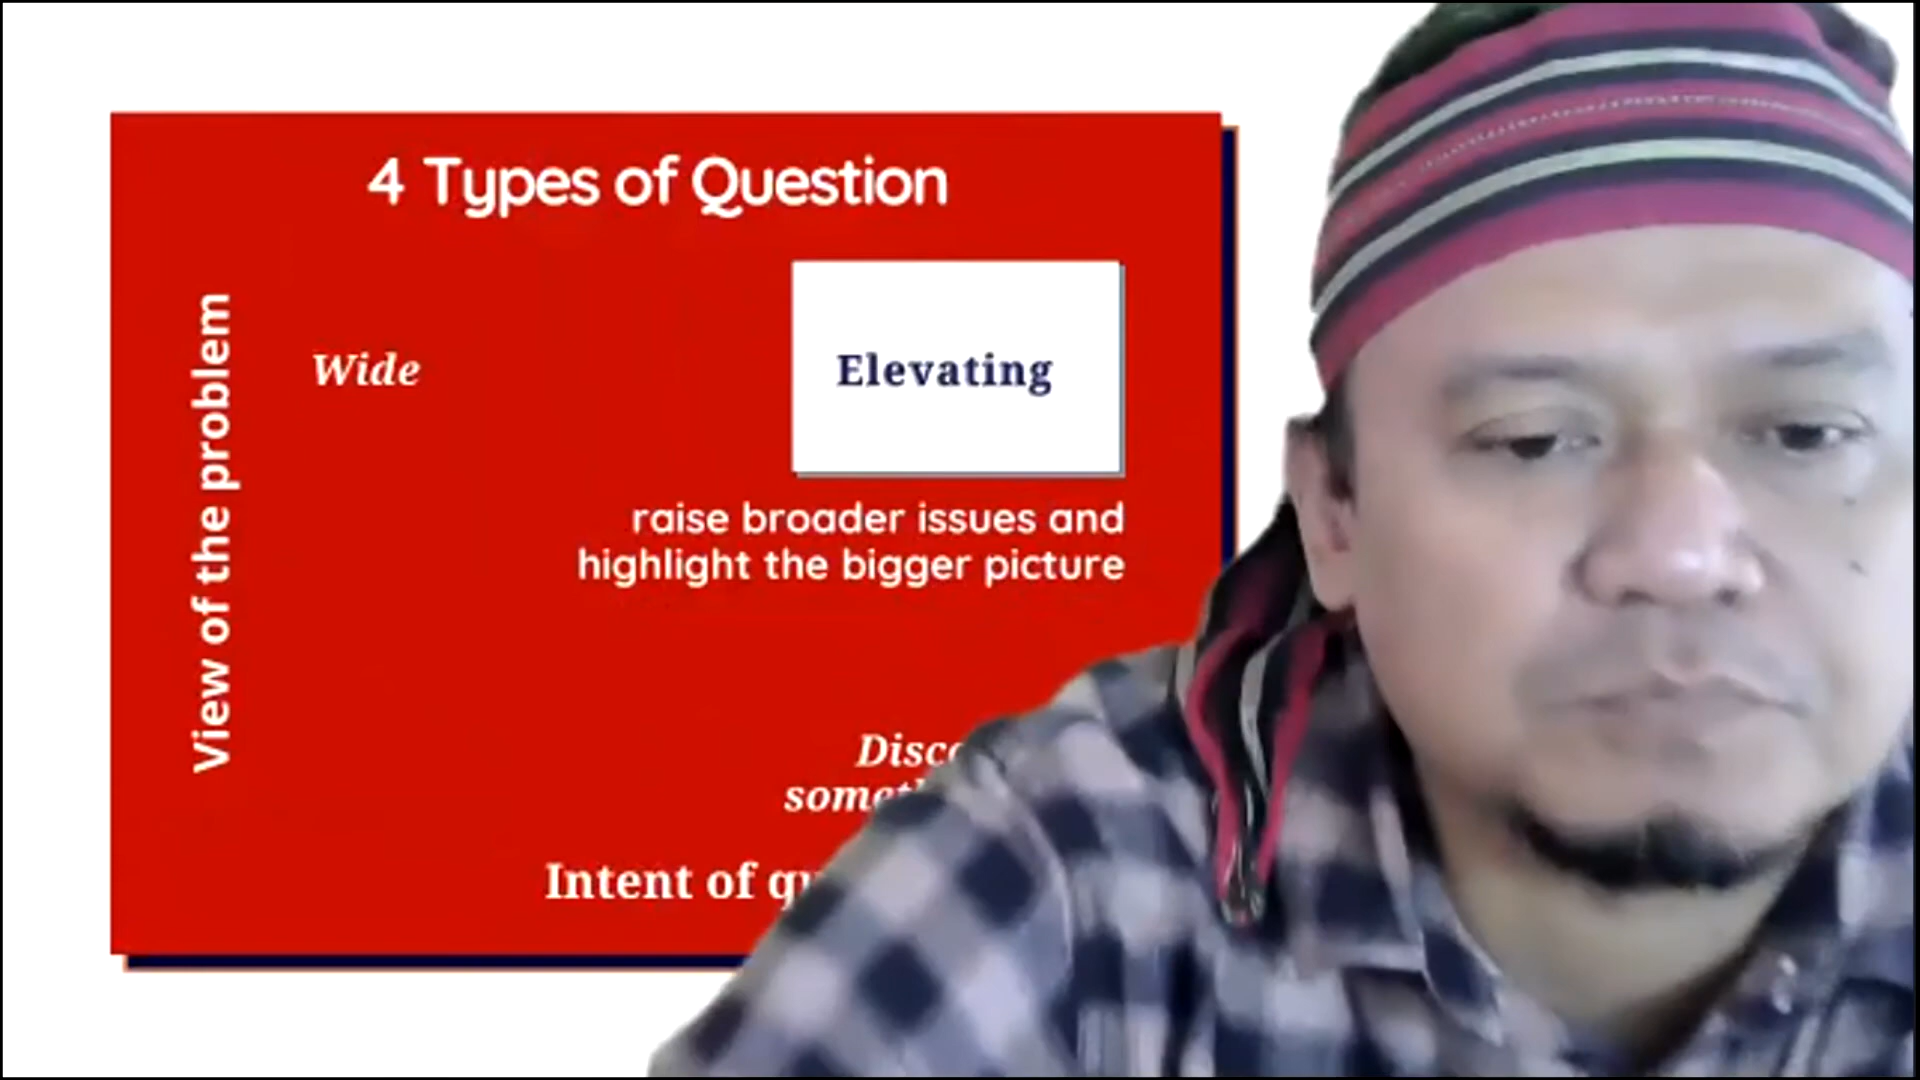 4 Types of Question
View of the problem
Wide
Elevating
raise broader issues and
highlight the bigger picture
Intent of